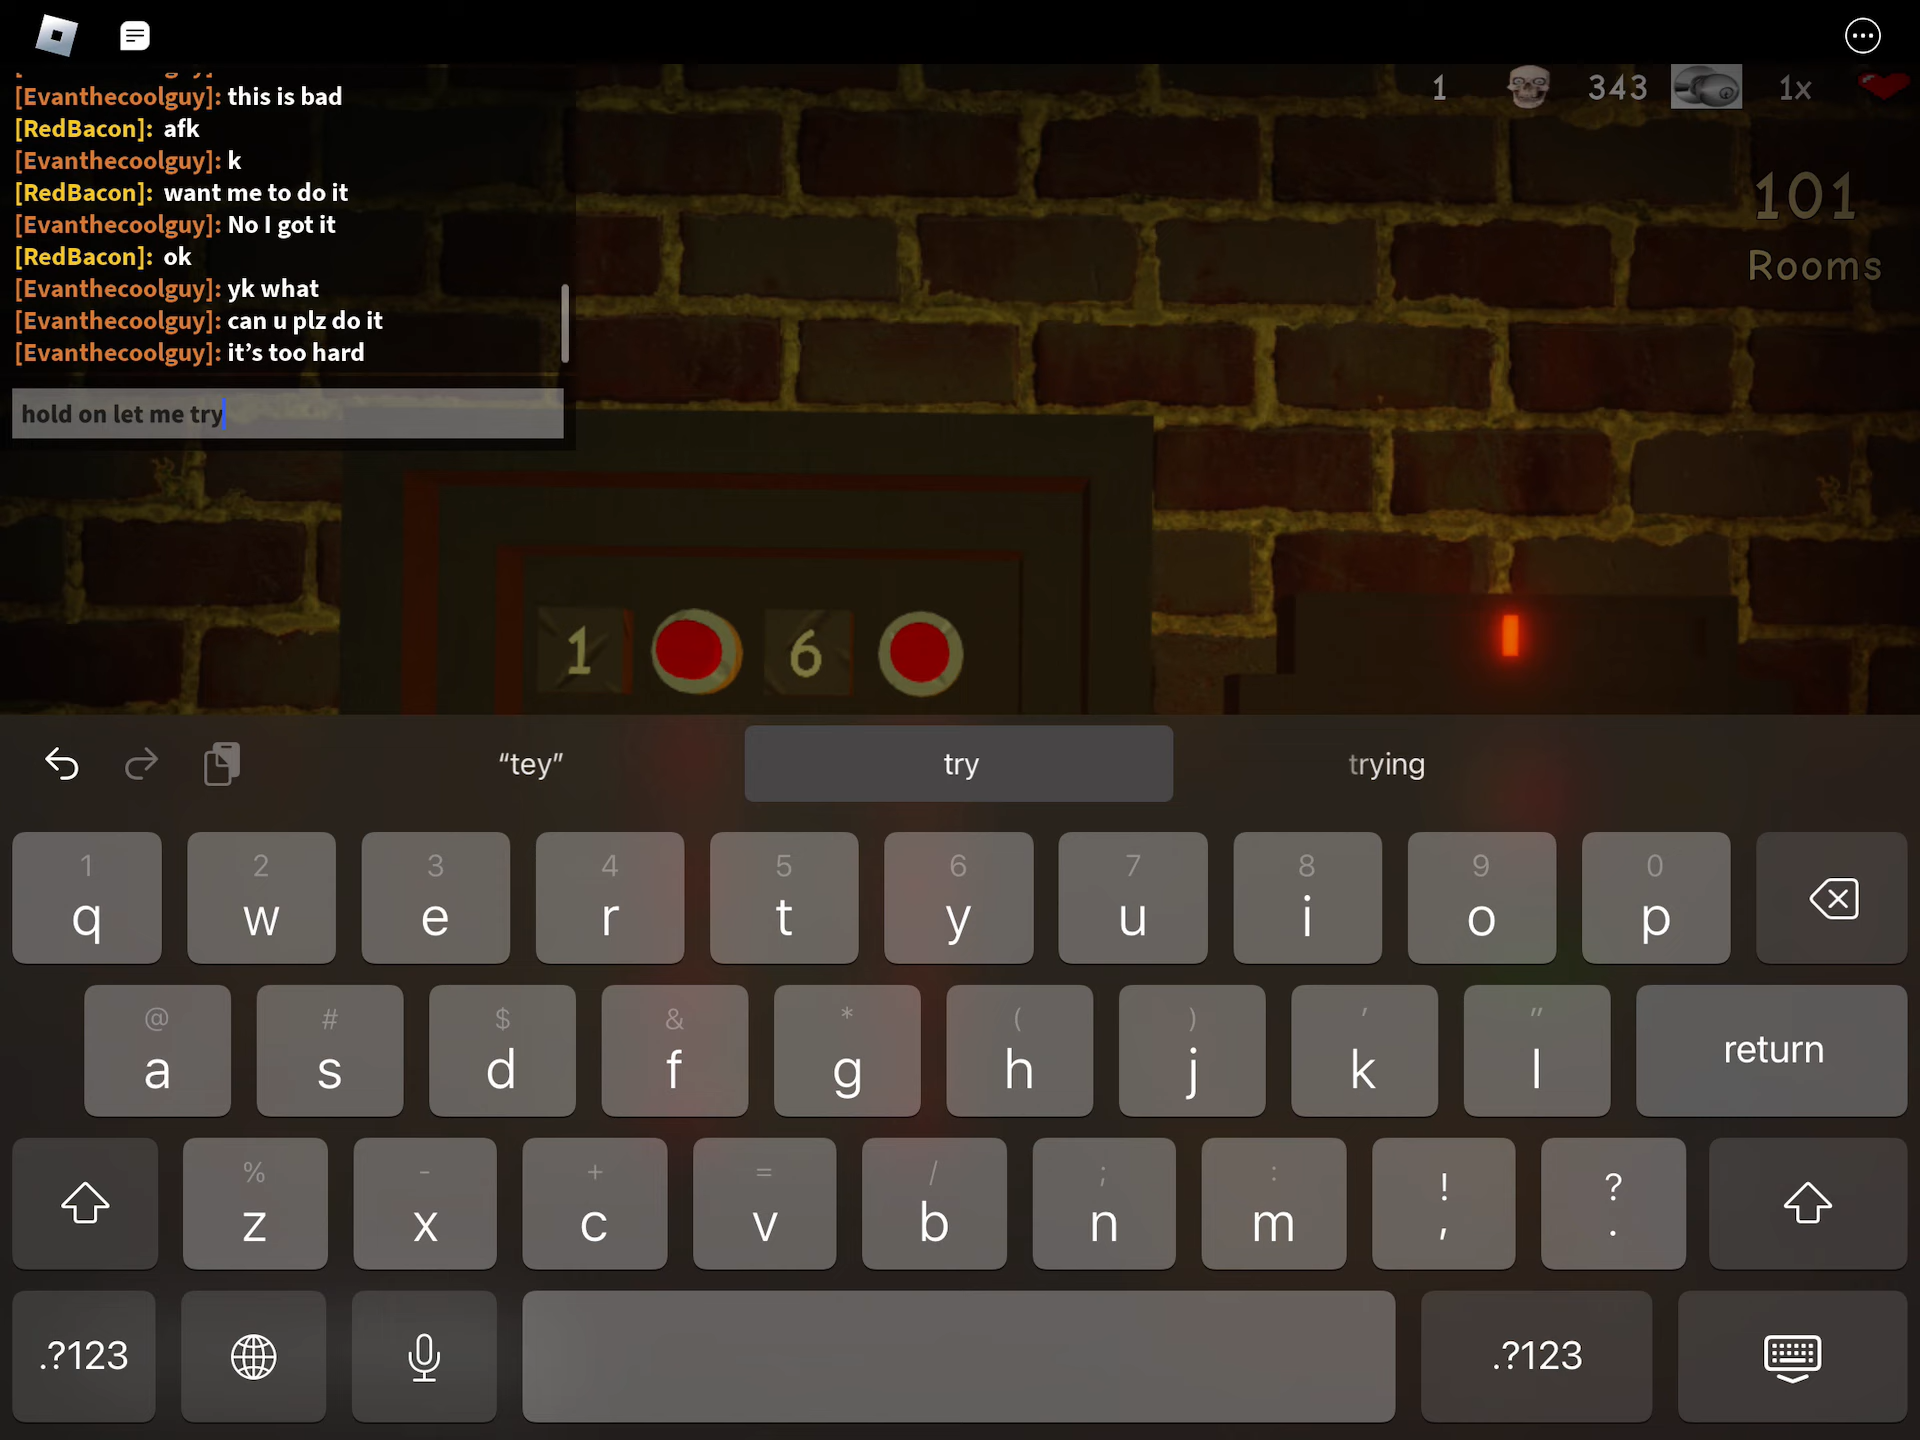 1 343 1x
[Evanthecoolguy]: this is bad
[RedBacon]: afk
[Evanthecoolguy]: k
[RedBacon]: want me to do it
[Evanthecoolguy]: No I got it
[RedBacon]: ok
[Evanthecoolguy]: yk what
[Evanthecoolguy]: can u plz do it
[Evanthecoolguy]: it’s too hard
hold on let me try
101
Rooms
1 6
“tey” try trying
1 2 3 4 5 6 7 8 9 0
q w e r t y u i o p
@ # $ & * ( ) ' "
a s d f g h j k l return
% - + = / ; : ! ?
z x c v b n m , .
.?123 .?123